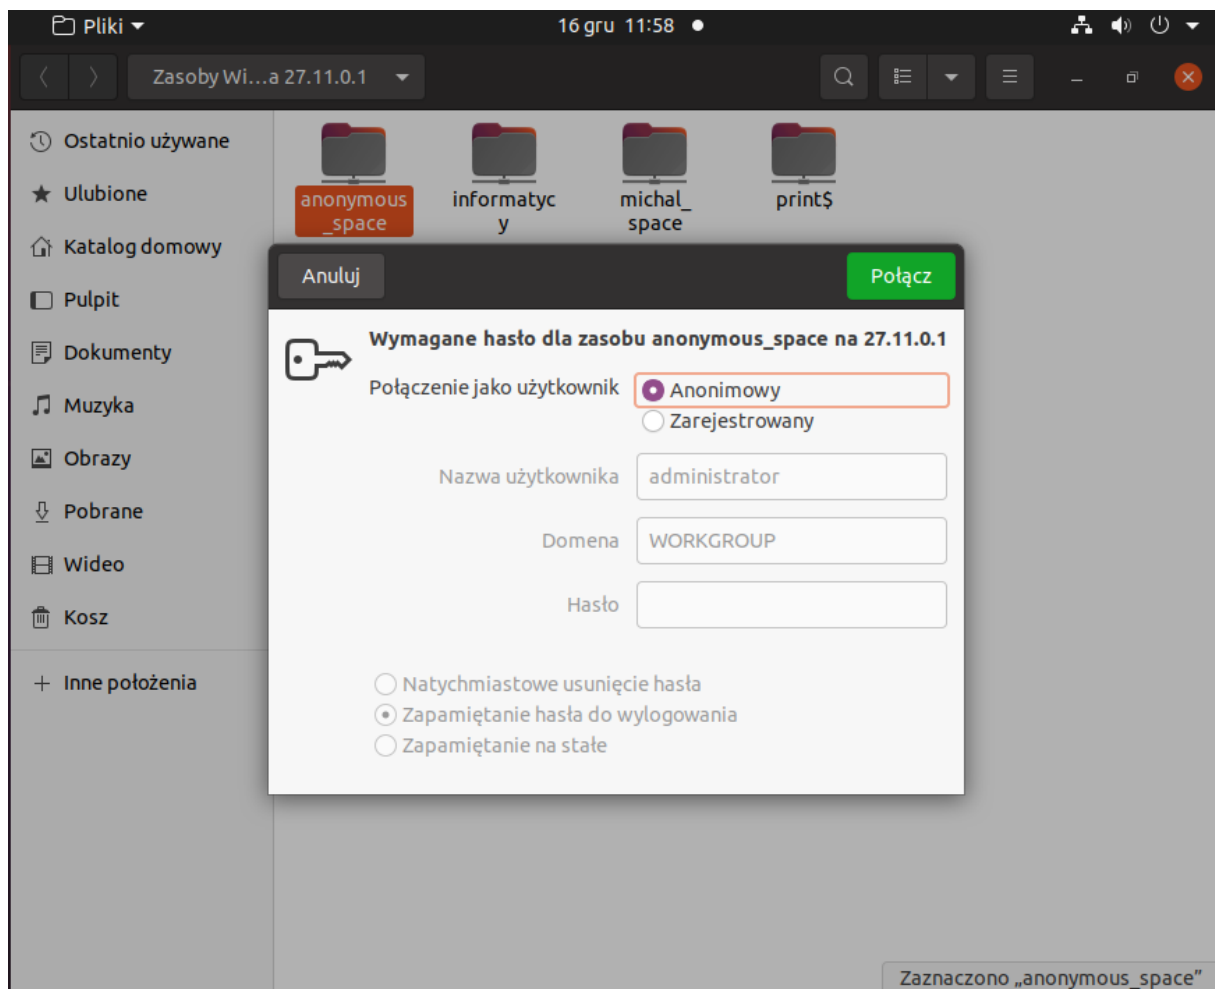 Pliki
16 gru 11:58
Zasoby Wi...a 27.11.0.1
Ostatnio używane
Ulubione
Katalog domowy
Pulpit
Dokumenty
Muzyka
Obrazy
Pobrane
Wideo
Kosz
Inne położenia
anonymous
_space
informatyc
y
michal_
space
print$
Anuluj
Połącz
Wymagane hasło dla zasobu anonymous_space na 27.11.0.1
Połączenie jako użytkownik
Anonimowy
Zarejestrowany
Nazwa użytkownika administrator
Domena WORKGROUP
Hasło
Natychmiastowe usunięcie hasła
Zapamiętanie hasła do wylogowania
Zapamiętanie na stałe
Zaznaczono „anonymous_space”